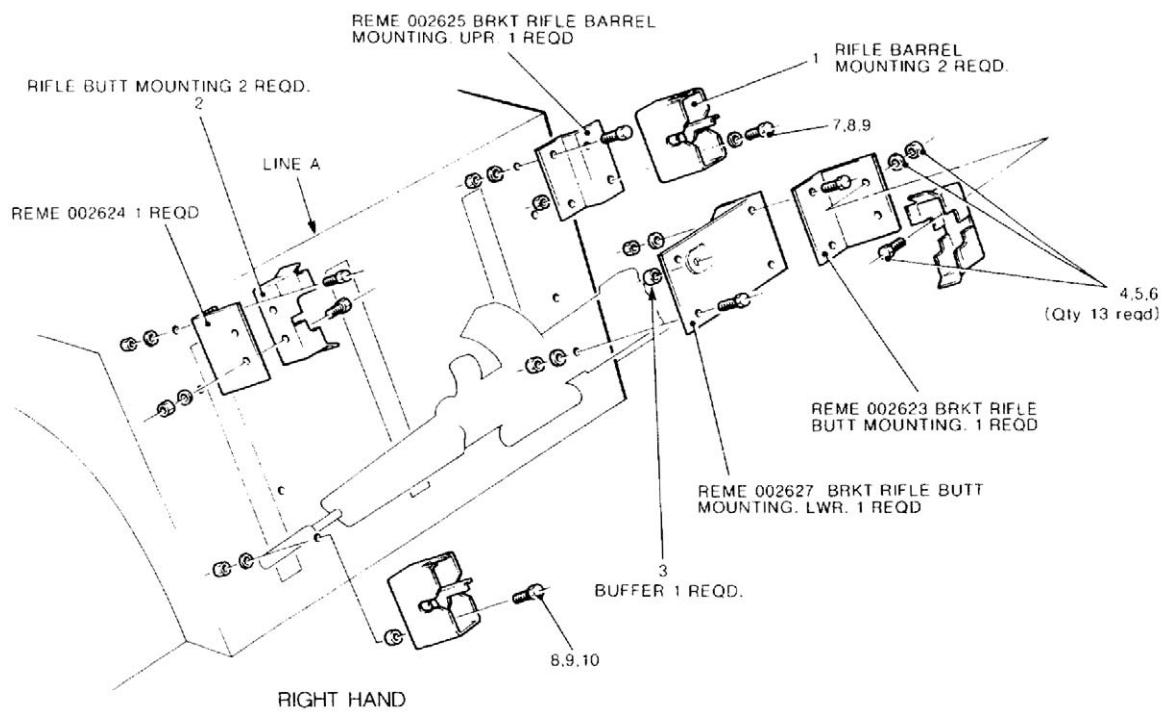 REME 002625 BRKT RIFLE BARREL
MOUNTING. UPR. 1 REQD
1 RIFLE BARREL
MOUNTING 2 REQD.
RIFLE BUTT MOUNTING 2 REQD.
2
7,8,9
LINE A
REME 002624 1 REQD
4,5,6
(Qty 13 reqd)
REME 002623 BRKT RIFLE
BUTT MOUNTING. 1 REQD
REME 002627 BRKT RIFLE BUTT
MOUNTING. LWR. 1 REQD
3
BUFFER 1 REQD.
8,9,10
RIGHT HAND